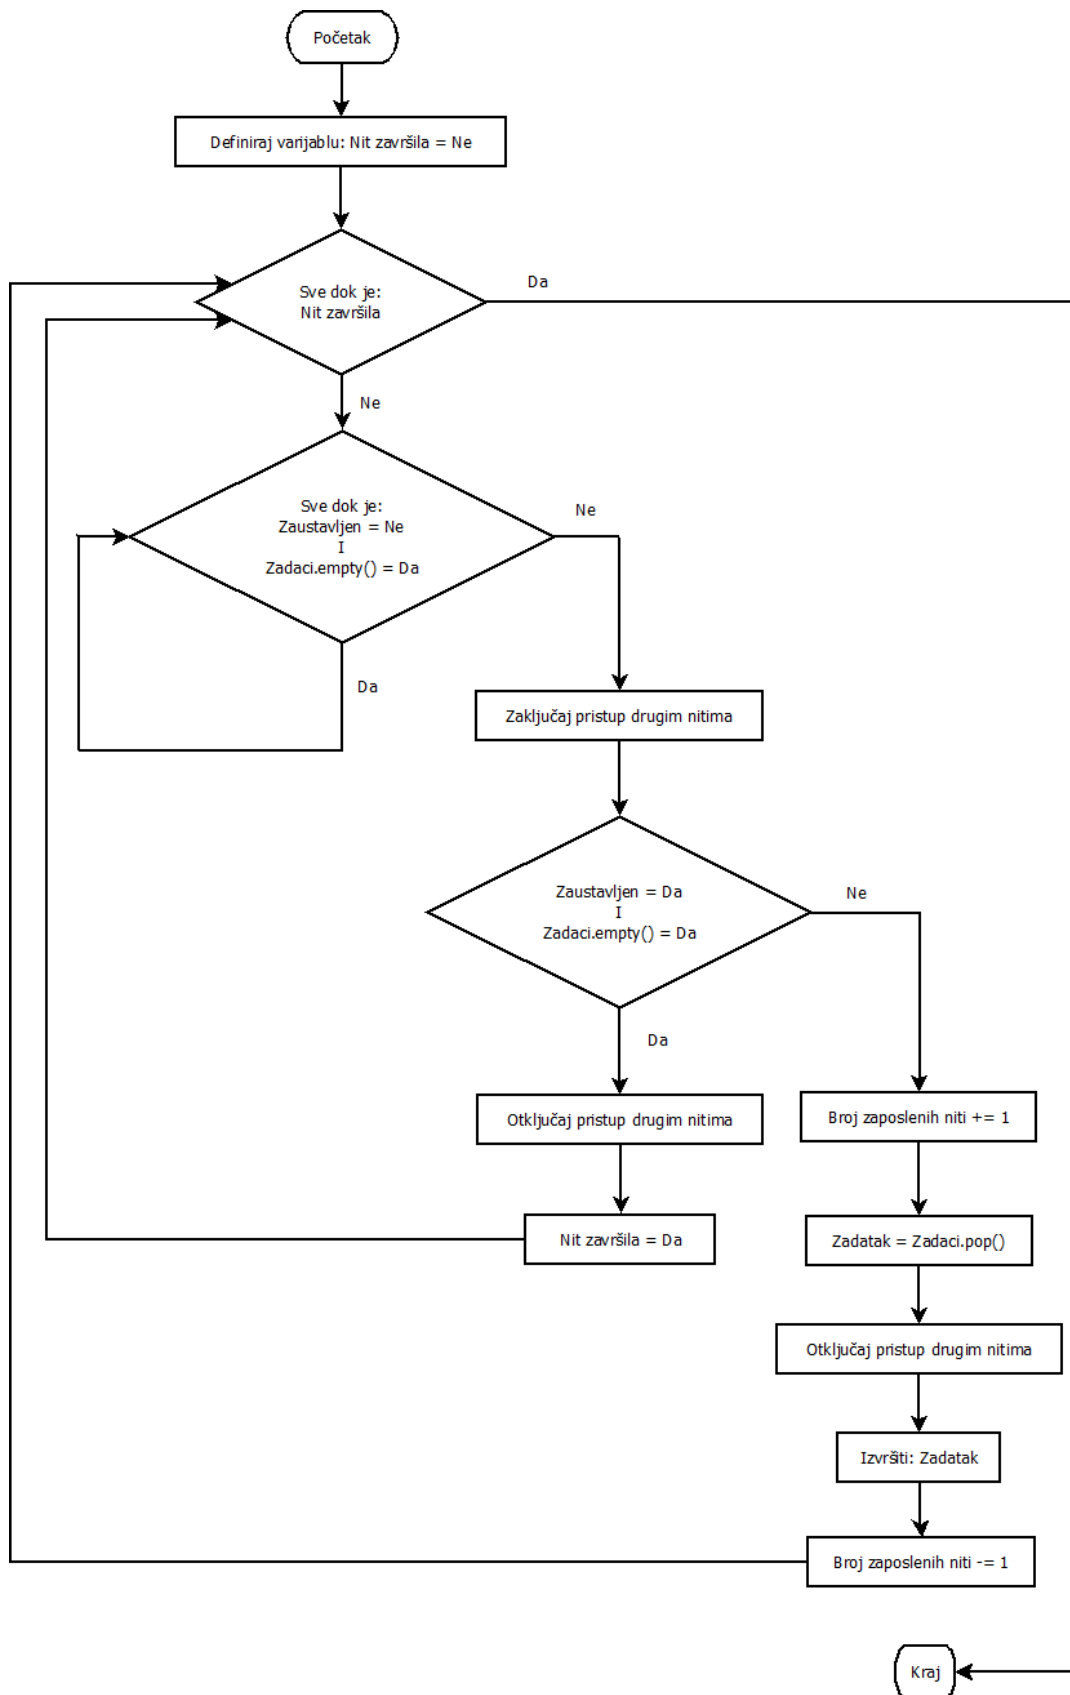 Početak
Definiraj varijablu: Nit završila = Ne
Sve dok je:
Nit završila
Da
Ne
Sve dok je:
Zaustavljen = Ne
I
Zadaci.empty() = Da
Ne
Da
Zaključaj pristup drugim nitima
Zaustavljen = Da
I
Zadaci.empty() = Da
Ne
Da
Otključaj pristup drugim nitima
Broj zaposlenih niti += 1
Nit završila = Da
Zadatak = Zadaci.pop()
Otključaj pristup drugim nitima
Izvršiti: Zadatak
Broj zaposlenih niti -= 1
Kraj